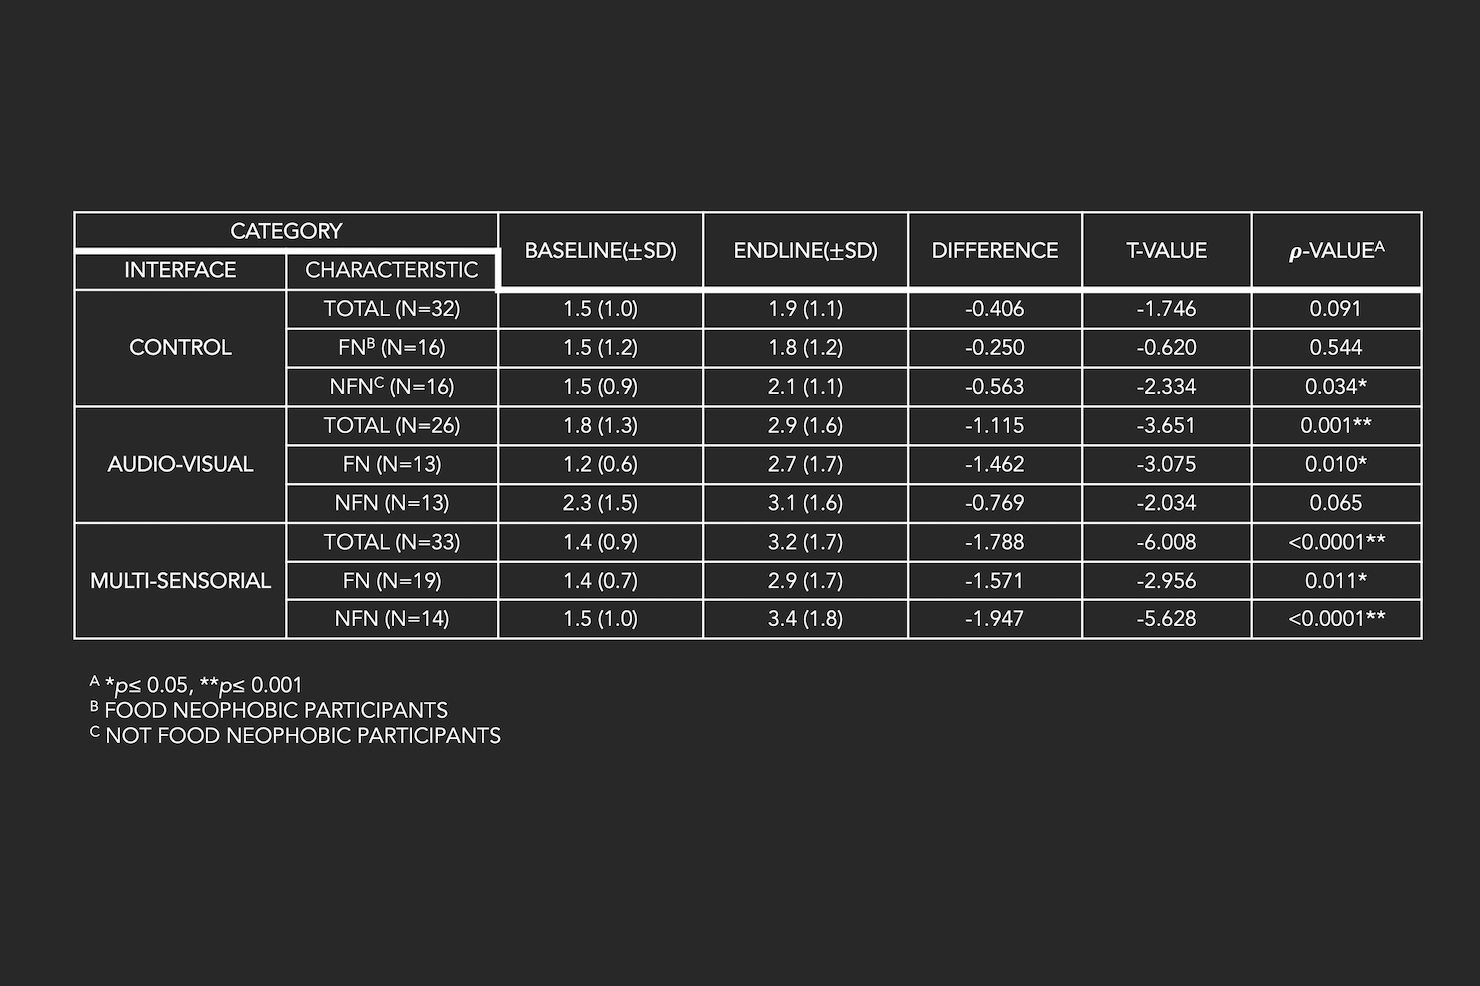 CATEGORY BASELINE(±SD) ENDLINE(±SD) DIFFERENCE T-VALUE ρ-VALUEᴬ
INTERFACE CHARACTERISTIC
CONTROL
TOTAL (N=32) 1.5 (1.0) 1.9 (1.1) -0.406 -1.746 0.091
FNᴮ (N=16) 1.5 (1.2) 1.8 (1.2) -0.250 -0.620 0.544
NFNC (N=16) 1.5 (0.9) 2.1 (1.1) -0.563 -2.334 0.034*
AUDIO-VISUAL
TOTAL (N=26) 1.8 (1.3) 2.9 (1.6) -1.115 -3.651 0.001**
FN (N=13) 1.2 (0.6) 2.7 (1.7) -1.462 -3.075 0.010*
NFN (N=13) 2.3 (1.5) 3.1 (1.6) -0.769 -2.034 0.065
MULTI-SENSORIAL
TOTAL (N=33) 1.4 (0.9) 3.2 (1.7) -1.788 -6.008 <0.0001**
FN (N=19) 1.4 (0.7) 2.9 (1.7) -1.571 -2.956 0.011*
NFN (N=14) 1.5 (1.0) 3.4 (1.8) -1.947 -5.628 <0.0001**
A *p≤ 0.05, **p≤ 0.001
B FOOD NEOPHOBIC PARTICIPANTS
C NOT FOOD NEOPHOBIC PARTICIPANTS